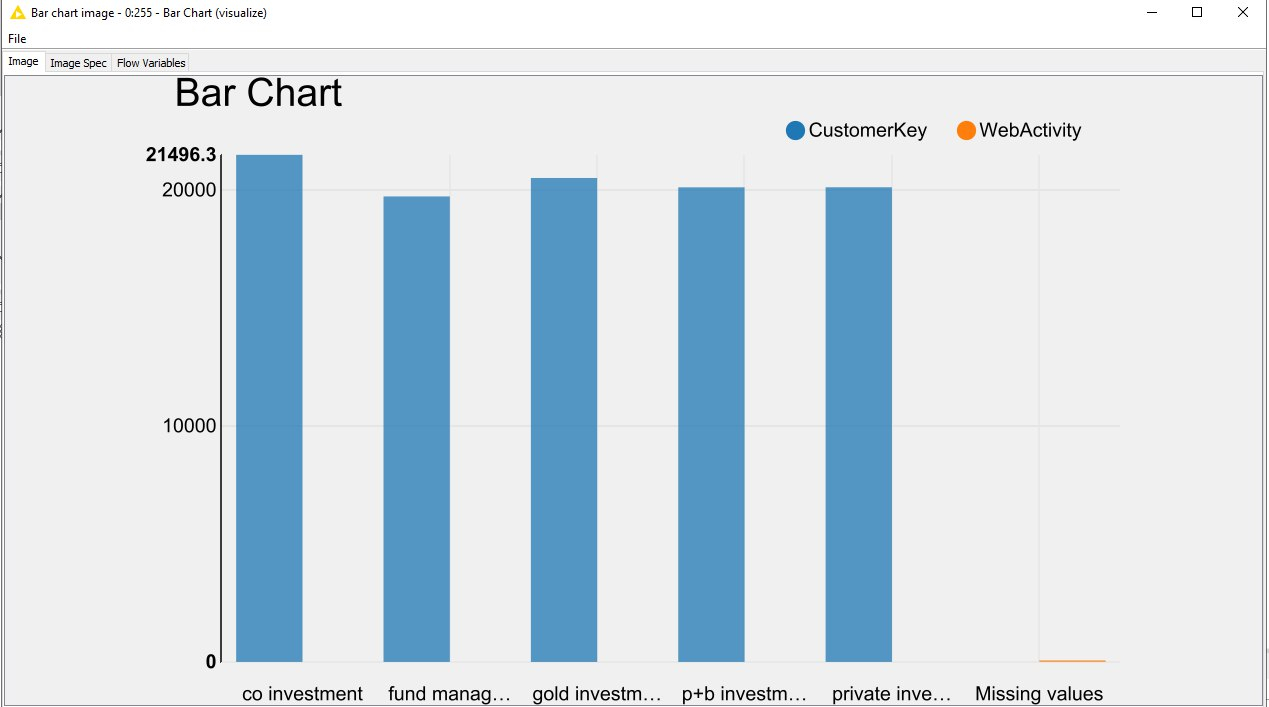 Bar chart image - 0:255 - Bar Chart (visualize)
File
Image Image Spec Flow Variables
Bar Chart
CustomerKey WebActivity
21496.3
20000
10000
0
co investment fund manag… gold investm… p+b investm… private inve… Missing values